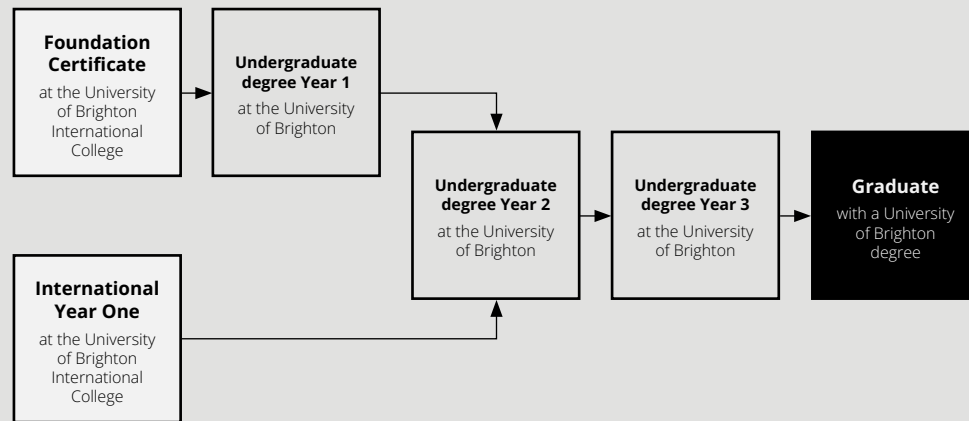 Foundation
Certificate
at the University
of Brighton
International
College
Undergraduate
degree Year 1
at the University
of Brighton
Undergraduate
degree Year 2
at the University
of Brighton
Undergraduate
degree Year 3
at the University
of Brighton
Graduate
with a University
of Brighton
degree
International
Year One
at the University
of Brighton
International
College